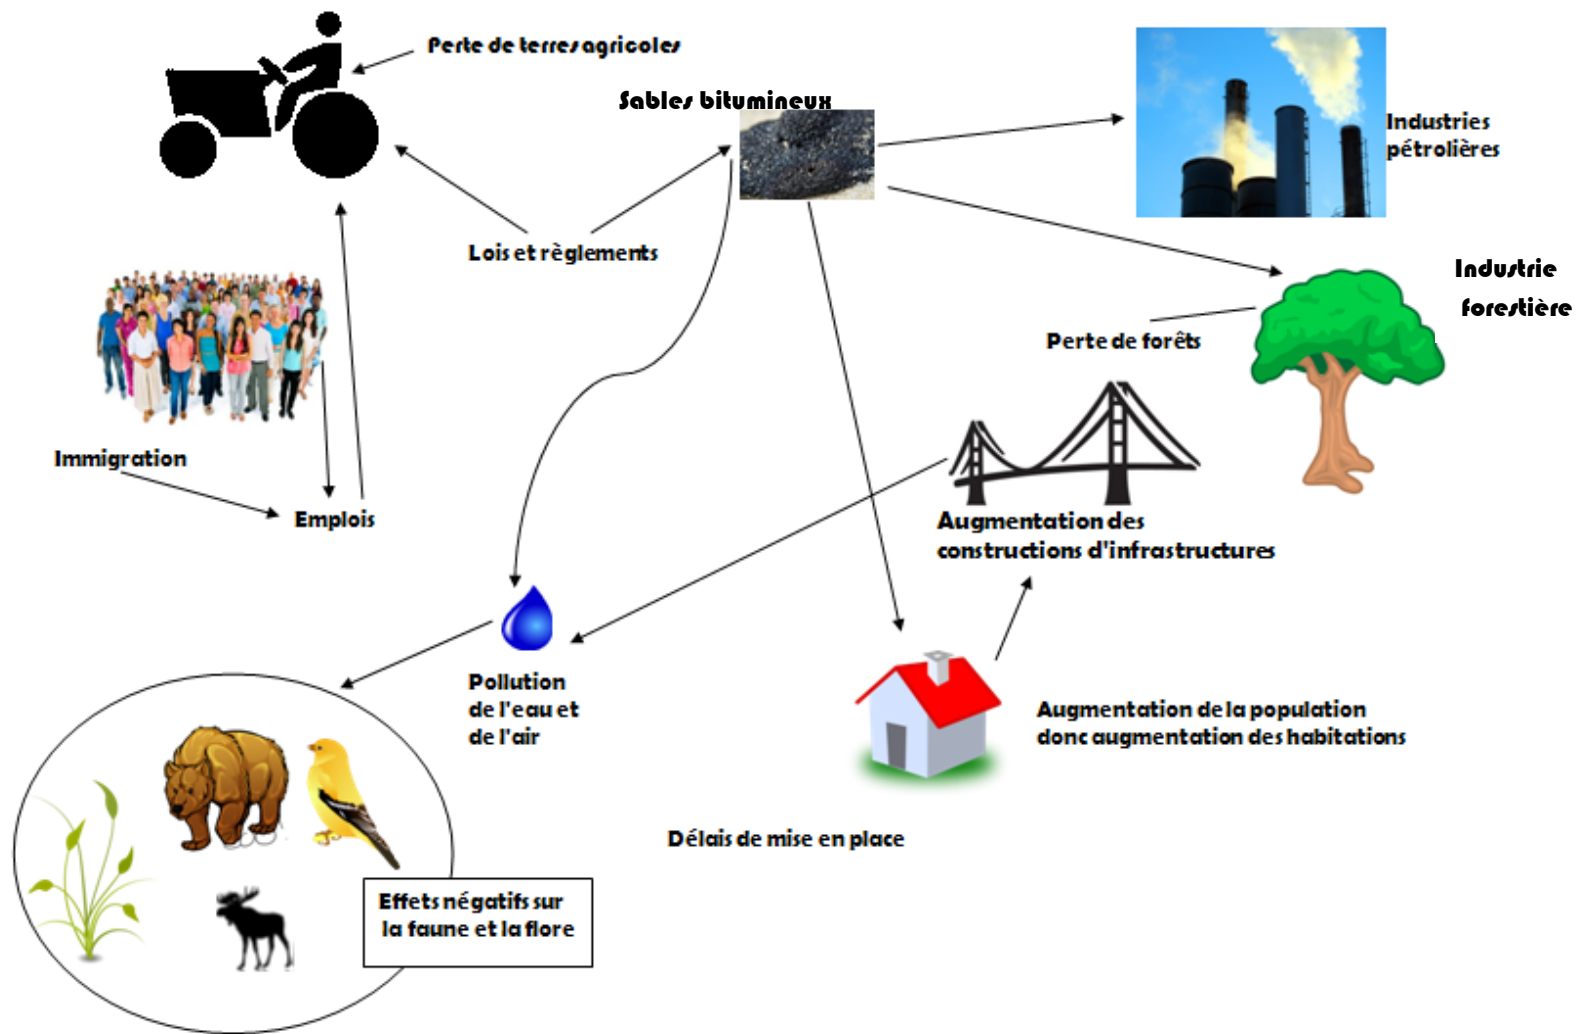 Perte de terres agricoles
Sables bitumineux
Industries
pétrolières
Lois et règlements
Industrie
forestière
Perte de forêts
Immigration
Emplois
Augmentation des
constructions d'infrastructures
Pollution
de l'eau et
de l'air
Augmentation de la population
donc augmentation des habitations
Délais de mise en place
Effets négatifs sur
la faune et la flore